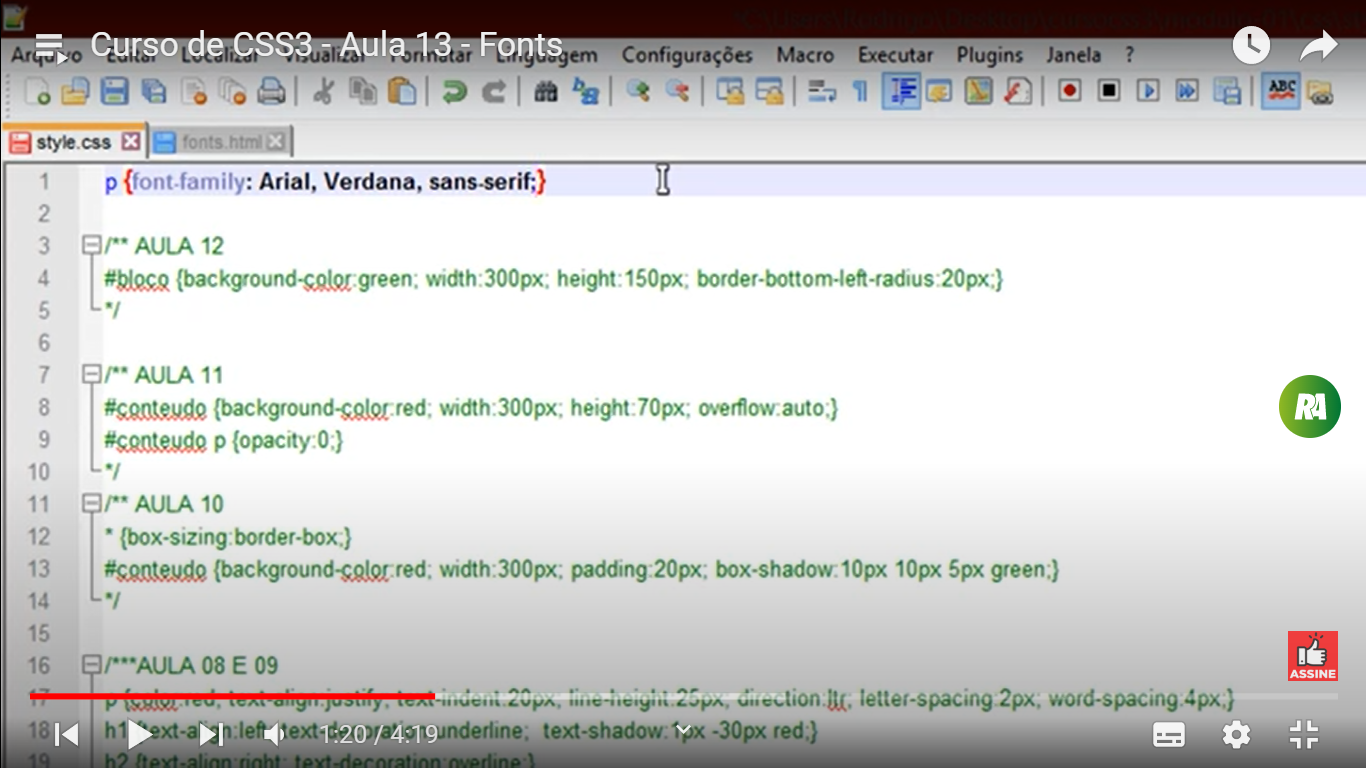 Curso de CSS3 - Aula 13 - Fonts
Arquivo Editar Localizar Visualizar Formatar Linguagem Configurações Macro Executar Plugins Janela ?
ABC
style.css fonts.html
1 p {font-family: Arial, Verdana, sans-serif;}
2
3 /** AULA 12
4 #bloco {background-color:green; width:300px; height:150px; border-bottom-left-radius:20px;}
5 */
6
7 /** AULA 11
8 #conteudo {background-color:red; width:300px; height:70px; overflow:auto;}
9 #conteudo p {opacity:0;}
10 */
11 /** AULA 10
12 * {box-sizing:border-box;}
13 #conteudo {background-color:red; width:300px; padding:20px; box-shadow:10px 10px 5px green;}
14 */
15
16 /***AULA 08 E 09
17 p {color:red; text-align:justify; text-indent:20px; line-height:25px; direction:ltr; letter-spacing:2px; word-spacing:4px;}
18 h1 {text-align:left; text-decoration:underline; text-shadow:1px -30px red;}
19 h2 {text-align:right; text-decoration:overline;}
RA
ASSINE
1:20 / 4:19